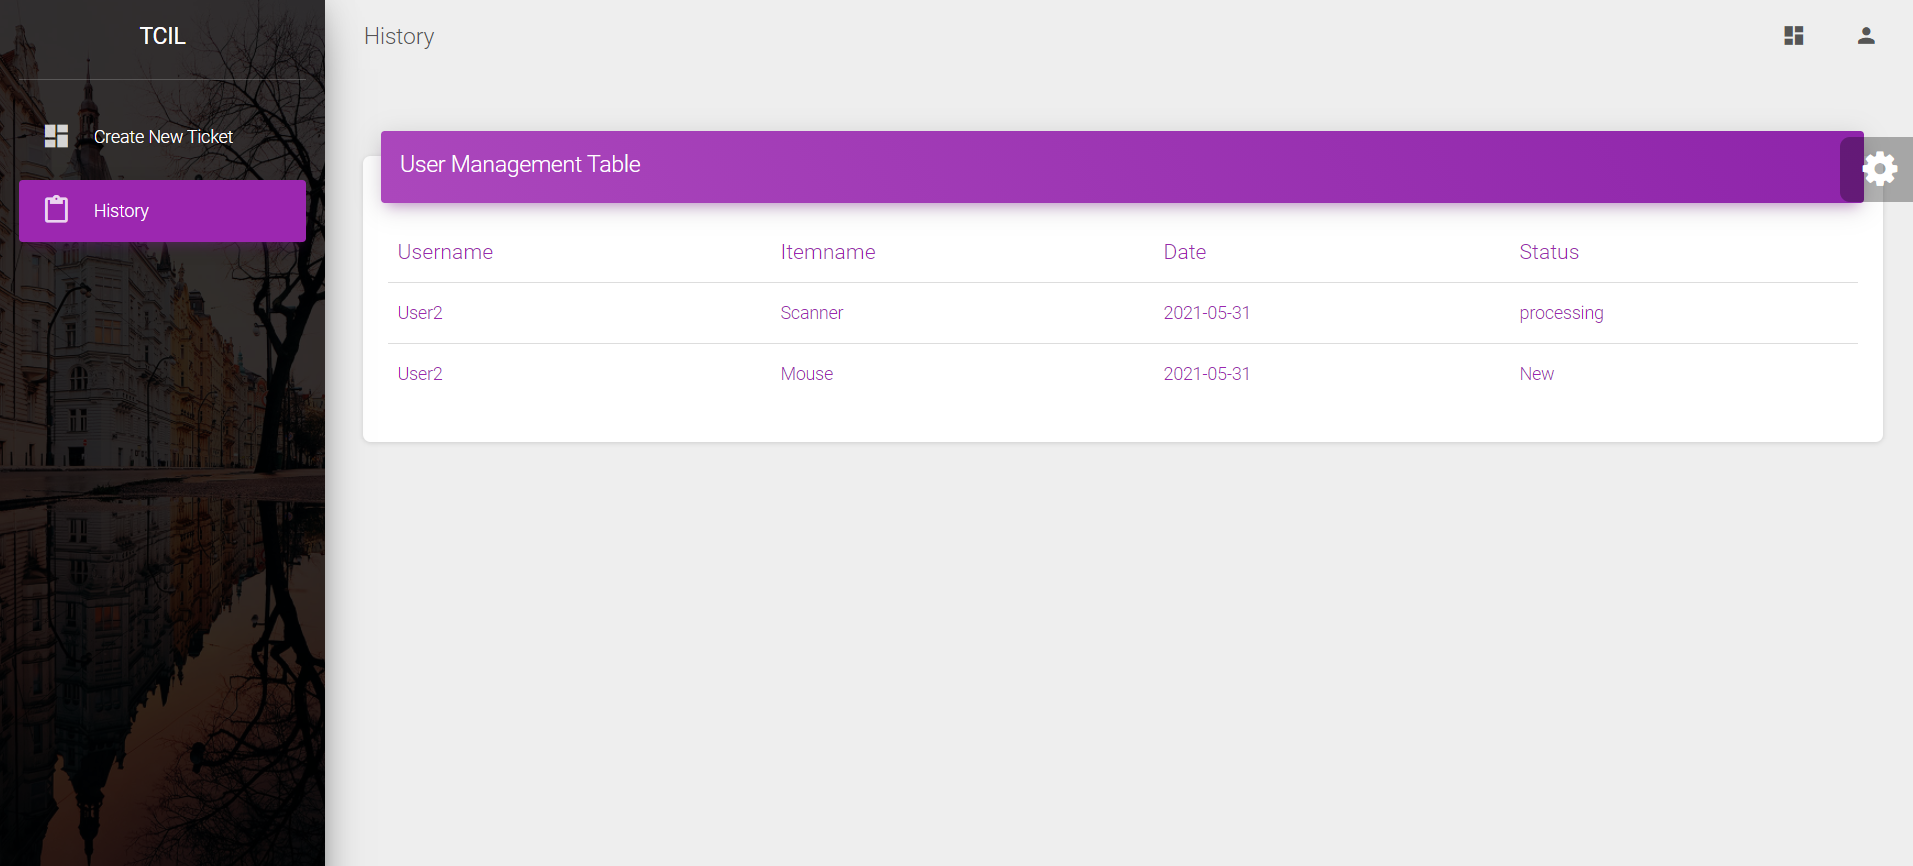 TCIL
History
Create New Ticket
History
User Management Table
Username Itemname Date Status
User2 Scanner 2021-05-31 processing
User2 Mouse 2021-05-31 New